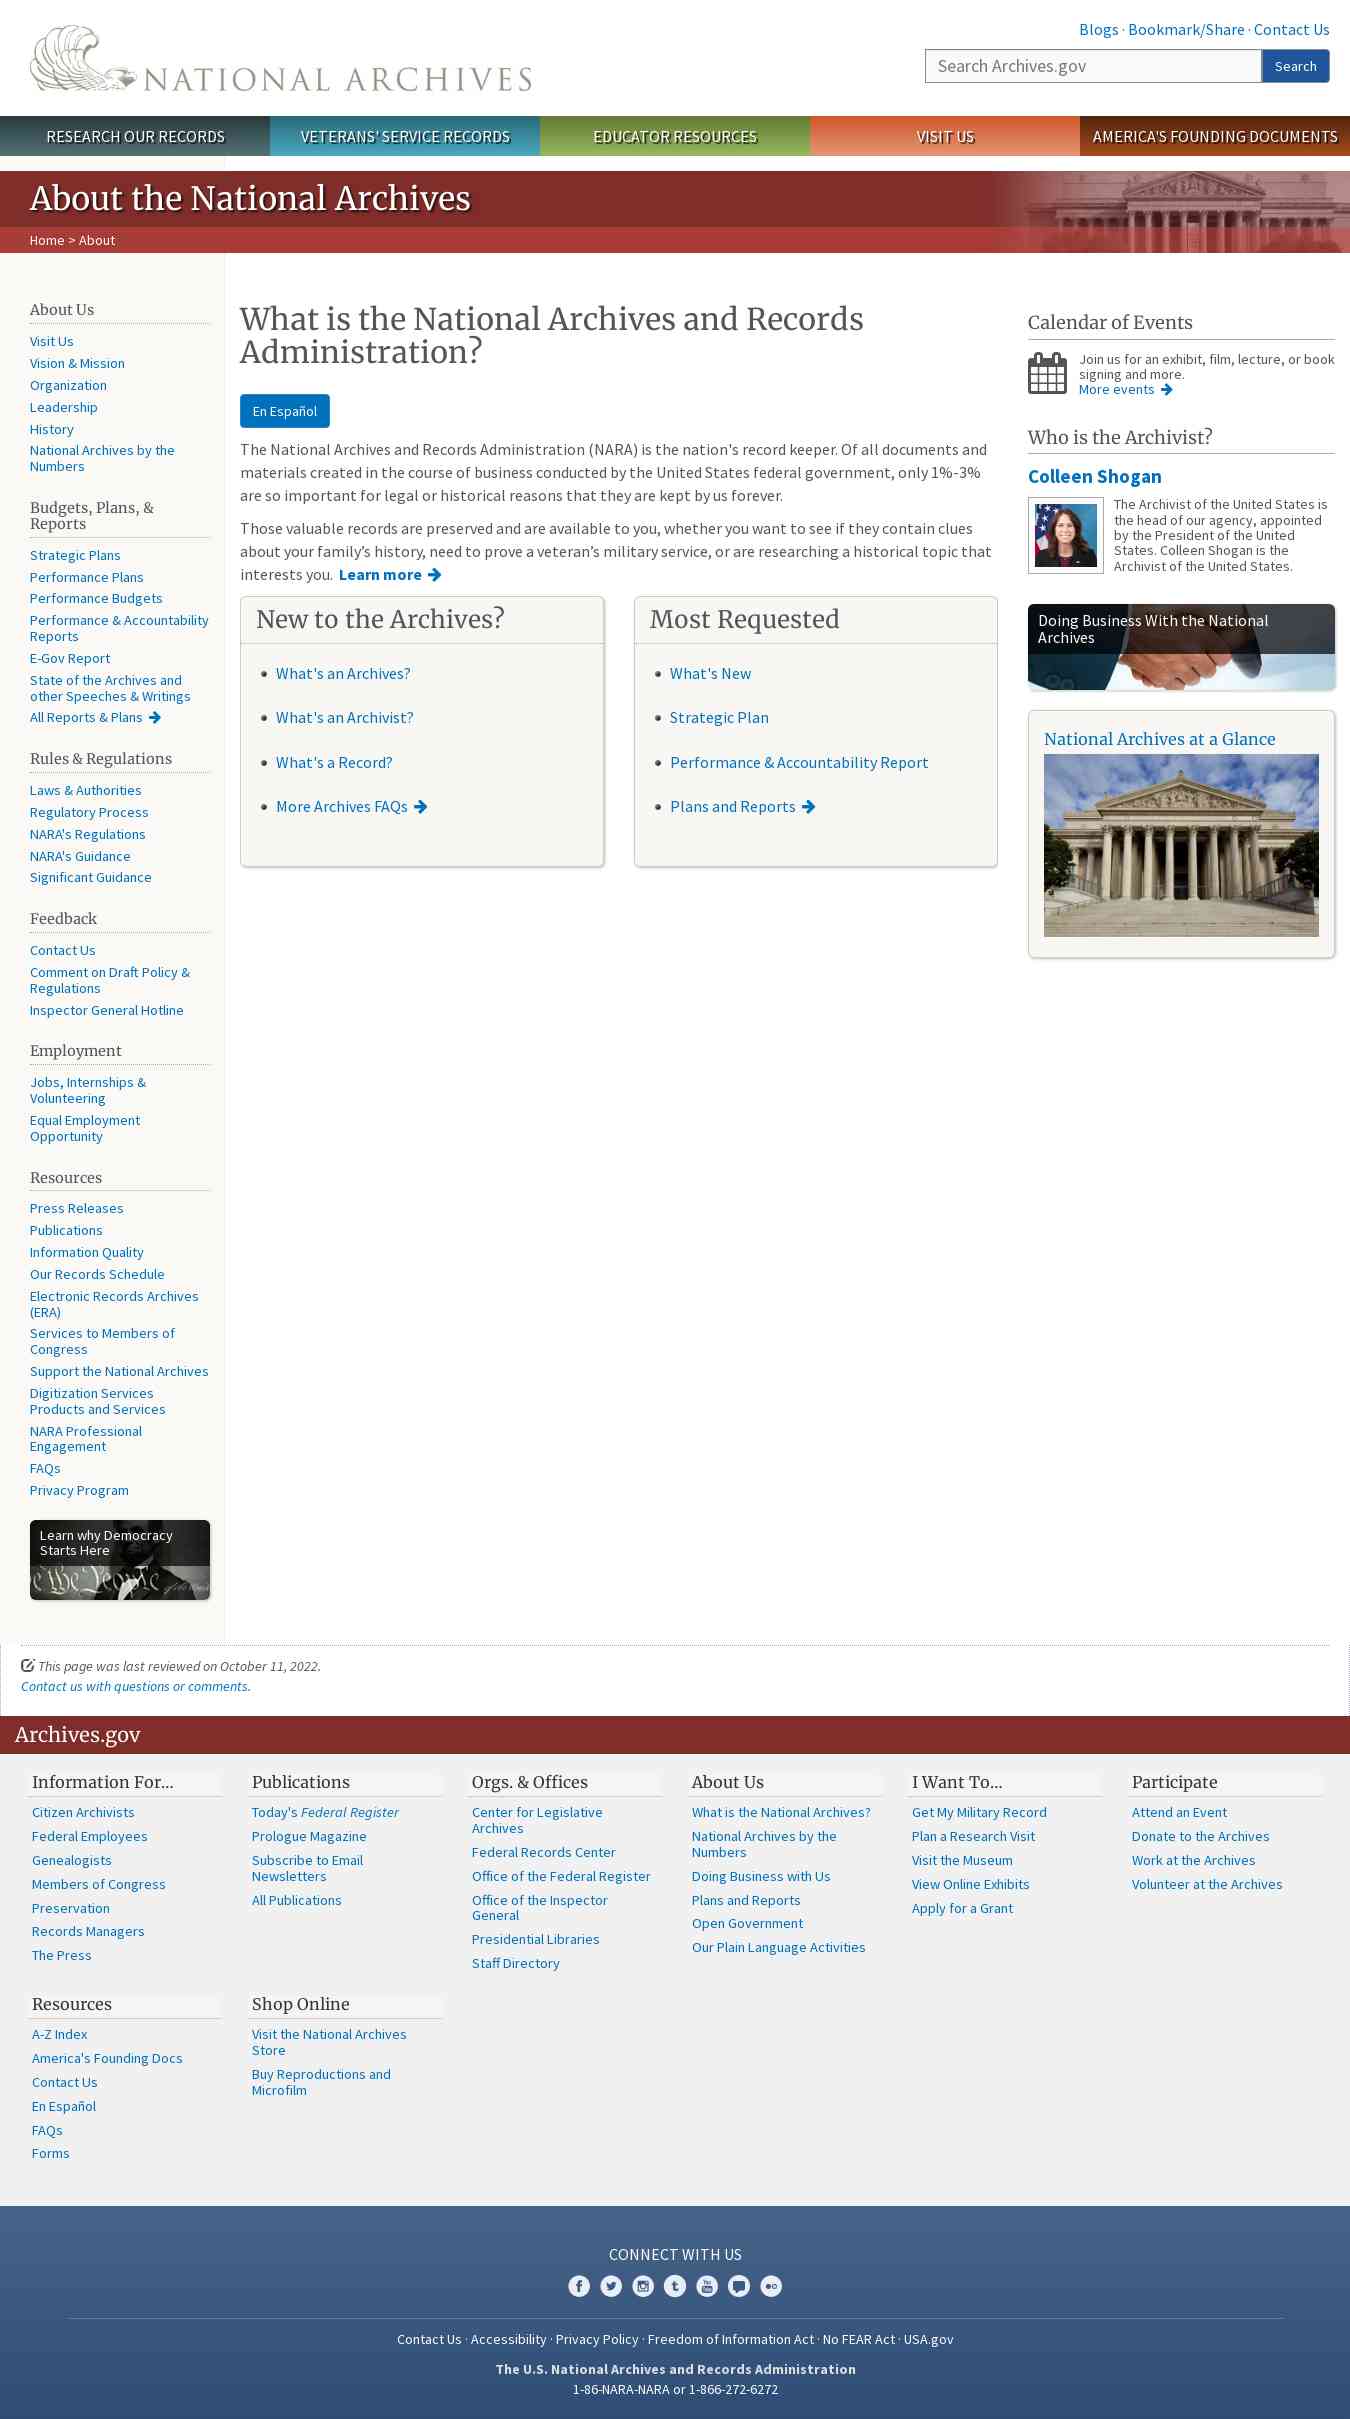 NATIONAL ARCHIVES
Blogs · Bookmark/Share · Contact Us
Search Archives.gov
Search
RESEARCH OUR RECORDS
VETERANS' SERVICE RECORDS
EDUCATOR RESOURCES
VISIT US
AMERICA'S FOUNDING DOCUMENTS
About the National Archives
Home > About
About Us
Visit Us
Vision & Mission
Organization
Leadership
History
National Archives by the
Numbers
Budgets, Plans, &
Reports
Strategic Plans
Performance Plans
Performance Budgets
Performance & Accountability
Reports
E-Gov Report
State of the Archives and
other Speeches & Writings
All Reports & Plans
Rules & Regulations
Laws & Authorities
Regulatory Process
NARA's Regulations
NARA's Guidance
Significant Guidance
Feedback
Contact Us
Comment on Draft Policy &
Regulations
Inspector General Hotline
Employment
Jobs, Internships &
Volunteering
Equal Employment
Opportunity
Resources
Press Releases
Publications
Information Quality
Our Records Schedule
Electronic Records Archives
(ERA)
Services to Members of
Congress
Support the National Archives
Digitization Services
Products and Services
NARA Professional
Engagement
FAQs
Privacy Program
Learn why Democracy
Starts Here
We the People
What is the National Archives and Records
Administration?
En Español
The National Archives and Records Administration (NARA) is the nation's record keeper. Of all documents and
materials created in the course of business conducted by the United States federal government, only 1%-3%
are so important for legal or historical reasons that they are kept by us forever.
Those valuable records are preserved and are available to you, whether you want to see if they contain clues
about your family’s history, need to prove a veteran’s military service, or are researching a historical topic that
interests you. Learn more
New to the Archives?
What's an Archives?
What's an Archivist?
What's a Record?
More Archives FAQs
Most Requested
What's New
Strategic Plan
Performance & Accountability Report
Plans and Reports
Calendar of Events
Join us for an exhibit, film, lecture, or book
signing and more.
More events
Who is the Archivist?
Colleen Shogan
The Archivist of the United States is
the head of our agency, appointed
by the President of the United
States. Colleen Shogan is the
Archivist of the United States.
Doing Business With the National
Archives
National Archives at a Glance
This page was last reviewed on October 11, 2022.
Contact us with questions or comments.
Archives.gov
Information For…
Citizen Archivists
Federal Employees
Genealogists
Members of Congress
Preservation
Records Managers
The Press
Publications
Today's Federal Register
Prologue Magazine
Subscribe to Email
Newsletters
All Publications
Orgs. & Offices
Center for Legislative
Archives
Federal Records Center
Office of the Federal Register
Office of the Inspector
General
Presidential Libraries
Staff Directory
About Us
What is the National Archives?
National Archives by the
Numbers
Doing Business with Us
Plans and Reports
Open Government
Our Plain Language Activities
I Want To…
Get My Military Record
Plan a Research Visit
Visit the Museum
View Online Exhibits
Apply for a Grant
Participate
Attend an Event
Donate to the Archives
Work at the Archives
Volunteer at the Archives
Resources
A-Z Index
America's Founding Docs
Contact Us
En Español
FAQs
Forms
Shop Online
Visit the National Archives
Store
Buy Reproductions and
Microfilm
CONNECT WITH US
Contact Us · Accessibility · Privacy Policy · Freedom of Information Act · No FEAR Act · USA.gov
The U.S. National Archives and Records Administration
1-86-NARA-NARA or 1-866-272-6272